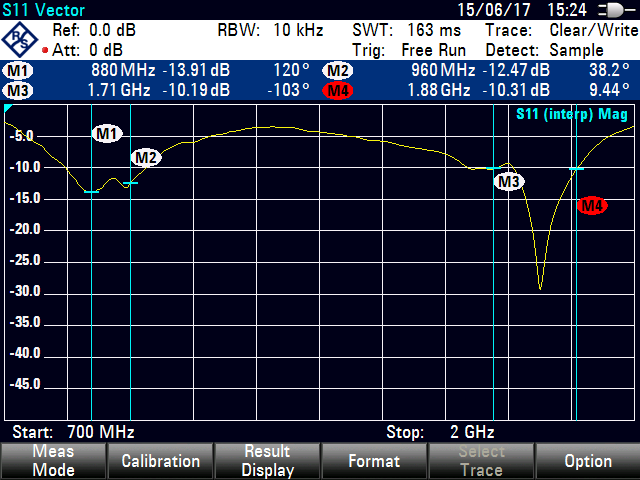 S11 Vector 15/06/17 15:24
Ref: 0.0 dB RBW: 10 kHz SWT: 163 ms Trace: Clear/Write
Att: 0 dB Trig: Free Run Detect: Sample
M1 880 MHz -13.91 dB 120 ° M2 960 MHz -12.47 dB 38.2 °
M3 1.71 GHz -10.19 dB -103 ° M4 1.88 GHz -10.31 dB 9.44 °
S11 (interp) Mag
-5.0
M1
M2
-10.0
M3
-15.0
M4
-20.0
-25.0
-30.0
-35.0
-40.0
-45.0
Start: 700 MHz Stop: 2 GHz
Meas Mode
Calibration
Result Display
Format
Select Trace
Option